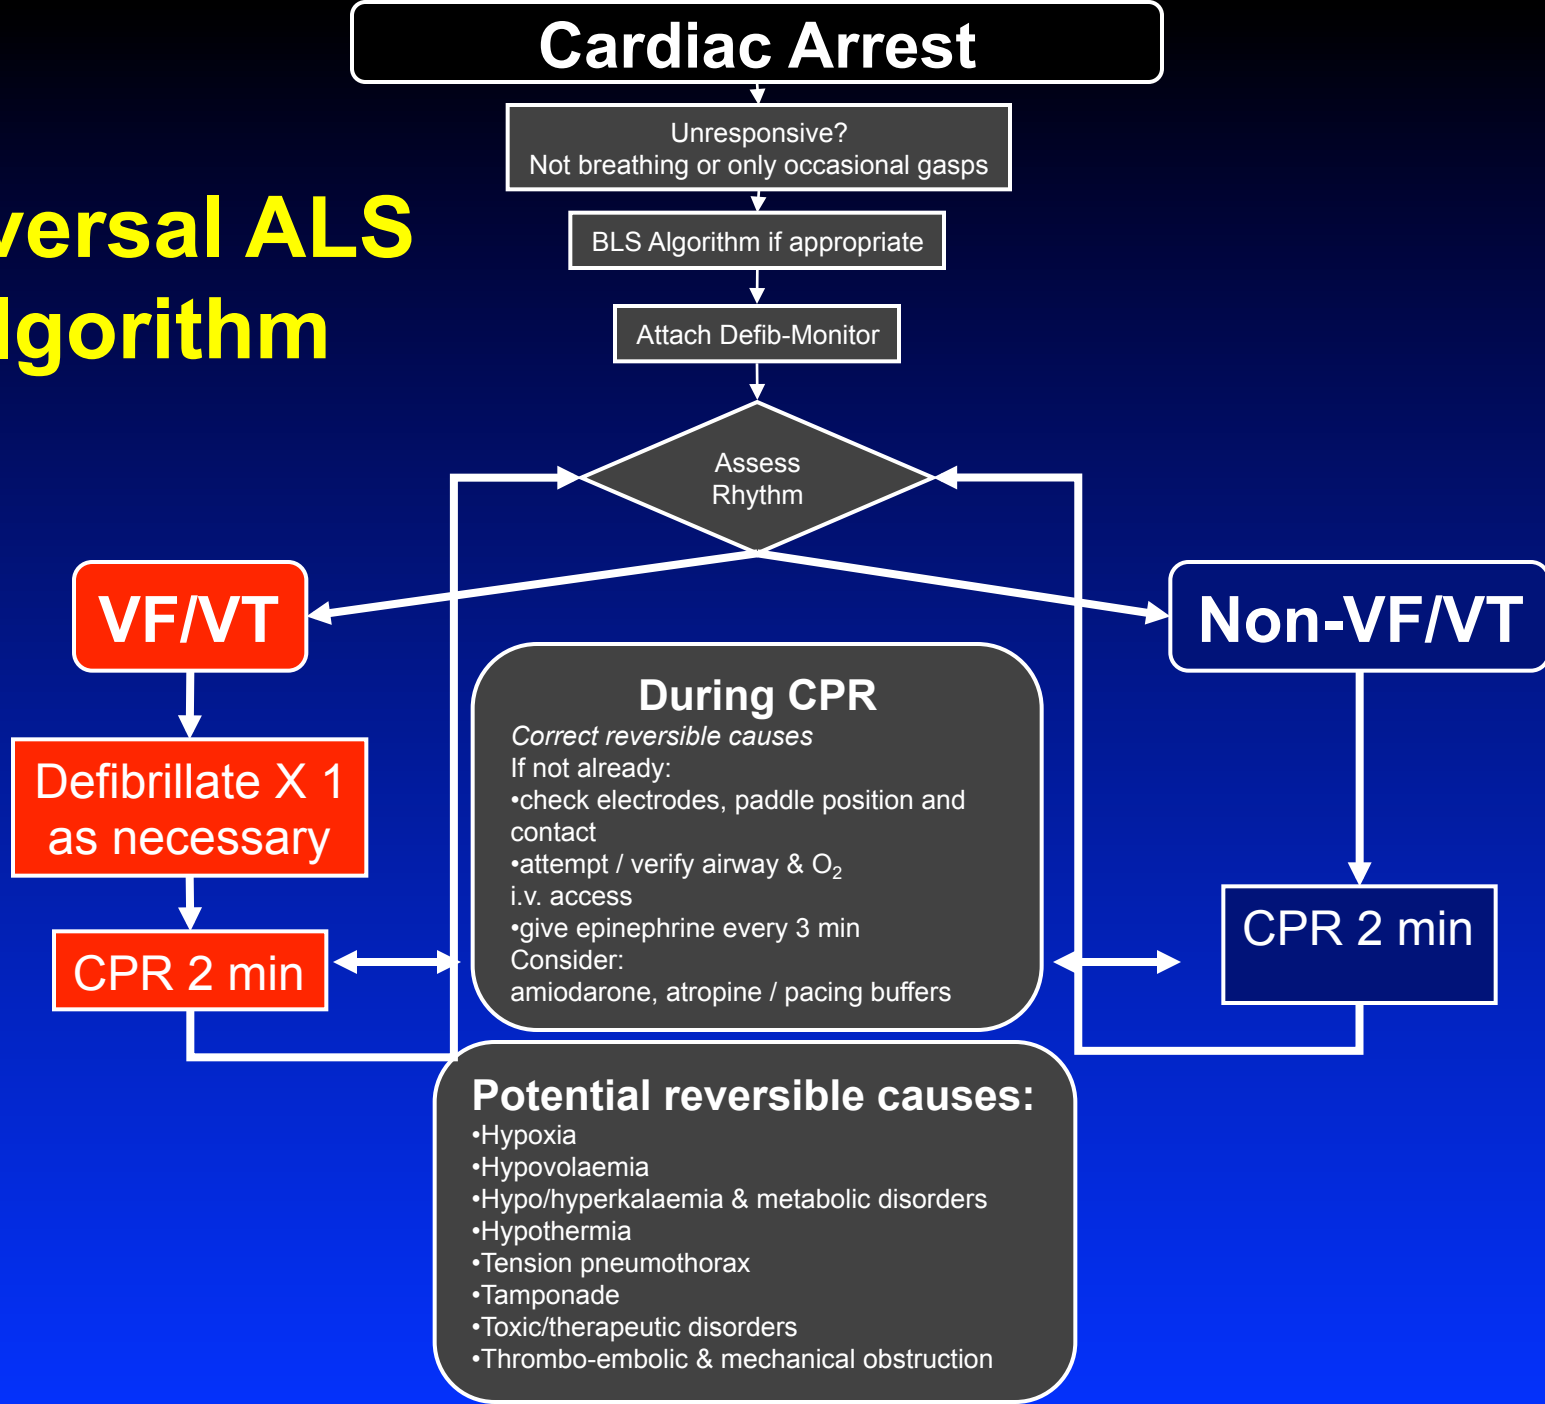 Cardiac Arrest
Unresponsive?
Not breathing or only occasional gasps
versal ALS
lgorithm
BLS Algorithm if appropriate
Attach Defib-Monitor
Assess
Rhythm
VF/VT
Non-VF/VT
Defibrillate X 1
as necessary
CPR 2 min
During CPR
Correct reversible causes
If not already:
•check electrodes, paddle position and
contact
•attempt / verify airway & O₂
i.v. access
•give epinephrine every 3 min
Consider:
amiodarone, atropine / pacing buffers
CPR 2 min
Potential reversible causes:
•Hypoxia
•Hypovolaemia
•Hypo/hyperkalaemia & metabolic disorders
•Hypothermia
•Tension pneumothorax
•Tamponade
•Toxic/therapeutic disorders
•Thrombo-embolic & mechanical obstruction